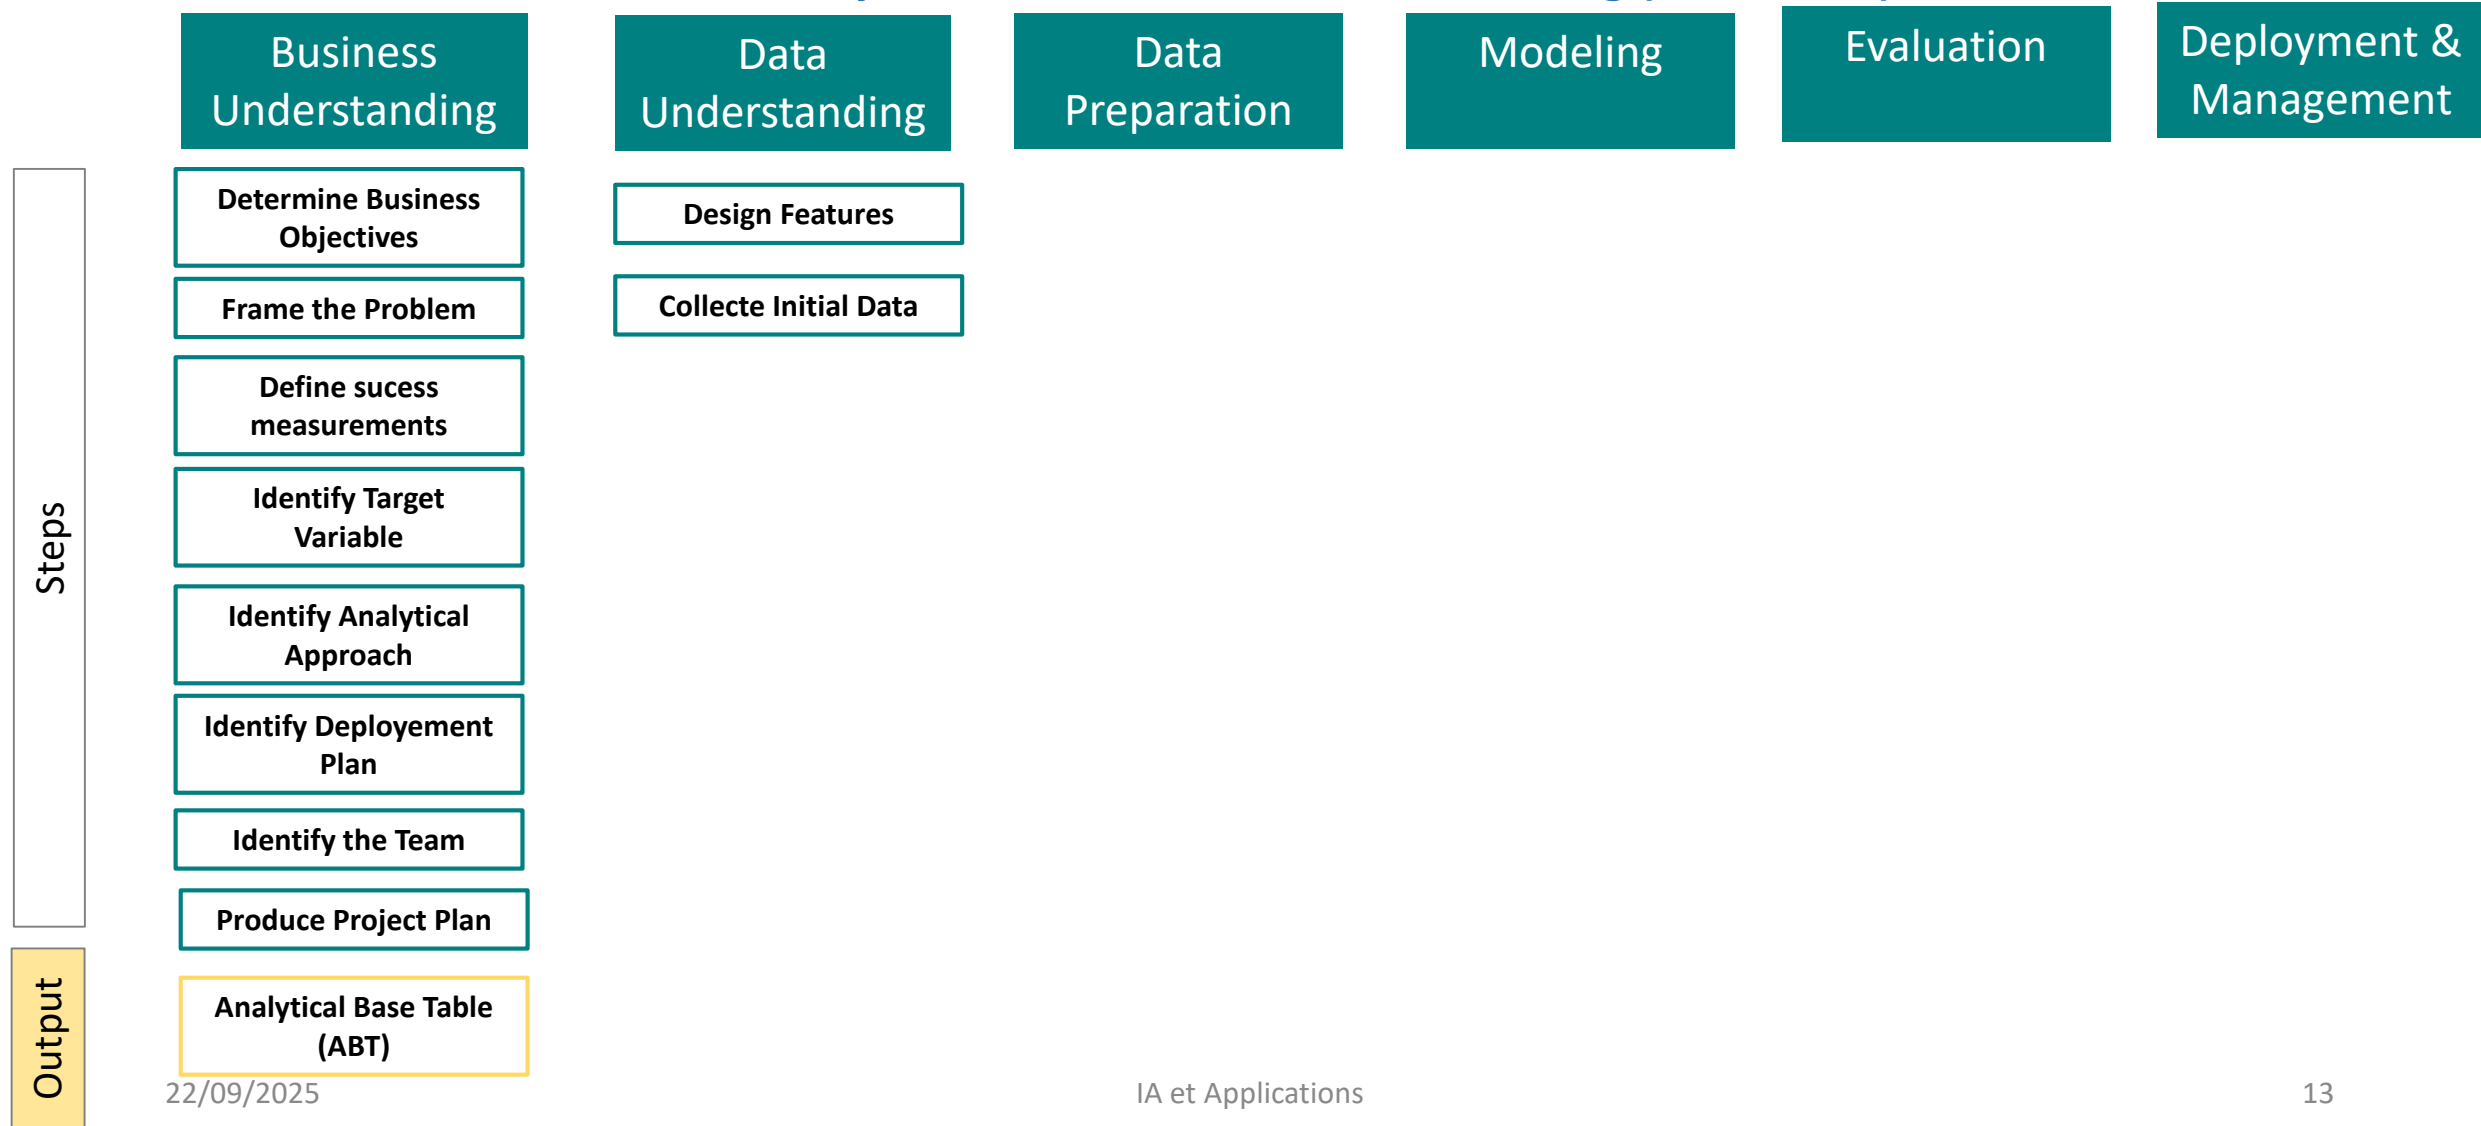 Business
Understanding
Data
Understanding
Data
Preparation
Modeling
Evaluation
Deployment &
Management
Steps
Determine Business
Objectives
Frame the Problem
Define sucess
measurements
Identify Target
Variable
Identify Analytical
Approach
Identify Deployement
Plan
Identify the Team
Produce Project Plan
Design Features
Collecte Initial Data
Output
Analytical Base Table
(ABT)
22/09/2025
IA et Applications
13